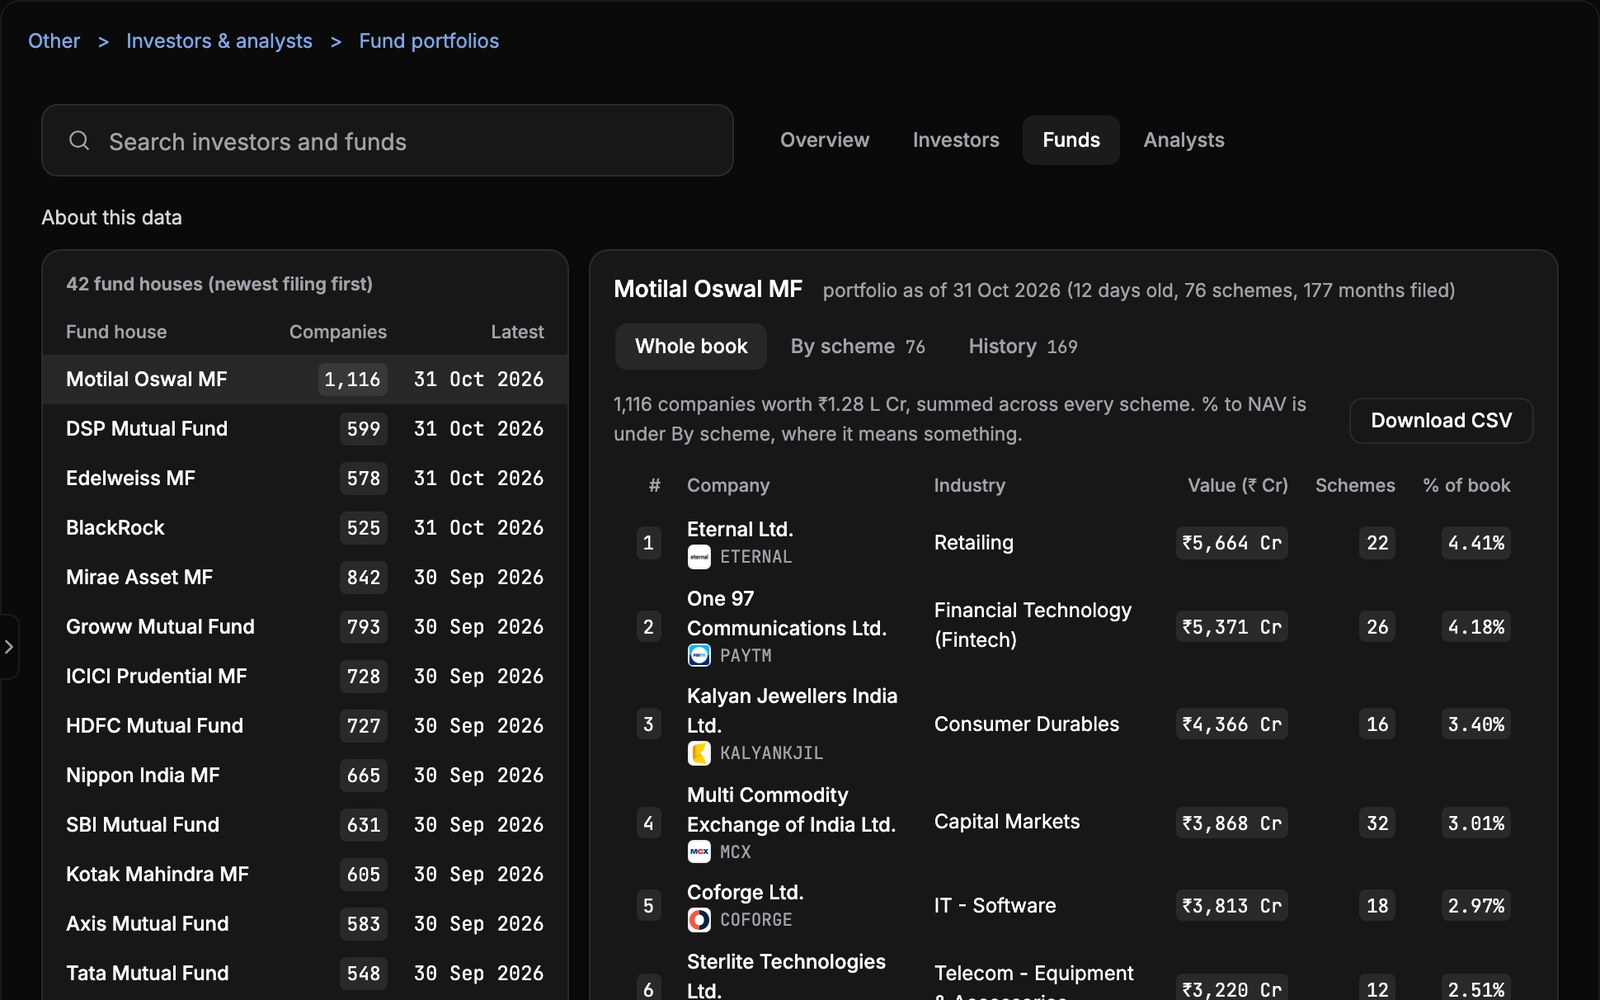 Other > Investors & analysts > Fund portfolios
Search investors and funds
Overview Investors Funds Analysts
About this data
42 fund houses (newest filing first)
Fund house Companies Latest
Motilal Oswal MF 1,116 31 Oct 2026
DSP Mutual Fund 599 31 Oct 2026
Edelweiss MF 578 31 Oct 2026
BlackRock 525 31 Oct 2026
Mirae Asset MF 842 30 Sep 2026
Groww Mutual Fund 793 30 Sep 2026
ICICI Prudential MF 728 30 Sep 2026
HDFC Mutual Fund 727 30 Sep 2026
Nippon India MF 665 30 Sep 2026
SBI Mutual Fund 631 30 Sep 2026
Kotak Mahindra MF 605 30 Sep 2026
Axis Mutual Fund 583 30 Sep 2026
Tata Mutual Fund 548 30 Sep 2026
Motilal Oswal MF portfolio as of 31 Oct 2026 (12 days old, 76 schemes, 177 months filed)
Whole book By scheme 76 History 169
1,116 companies worth ₹1.28 L Cr, summed across every scheme. % to NAV is
under By scheme, where it means something.
Download CSV
# Company Industry Value (₹ Cr) Schemes % of book
1 Eternal Ltd. Retailing ₹5,664 Cr 22 4.41%
eternal ETERNAL
One 97
2 Communications Ltd. Financial Technology (Fintech) ₹5,371 Cr 26 4.18%
PAYTM
Kalyan Jewellers India
3 Ltd. Consumer Durables ₹4,366 Cr 16 3.40%
KALYANKJIL
Multi Commodity
4 Exchange of India Ltd. Capital Markets ₹3,868 Cr 32 3.01%
MCX MCX
5 Coforge Ltd. IT - Software ₹3,813 Cr 18 2.97%
COFORGE
Sterlite Technologies Telecom - Equipment
6 Ltd. ₹3,220 Cr 12 2.51%